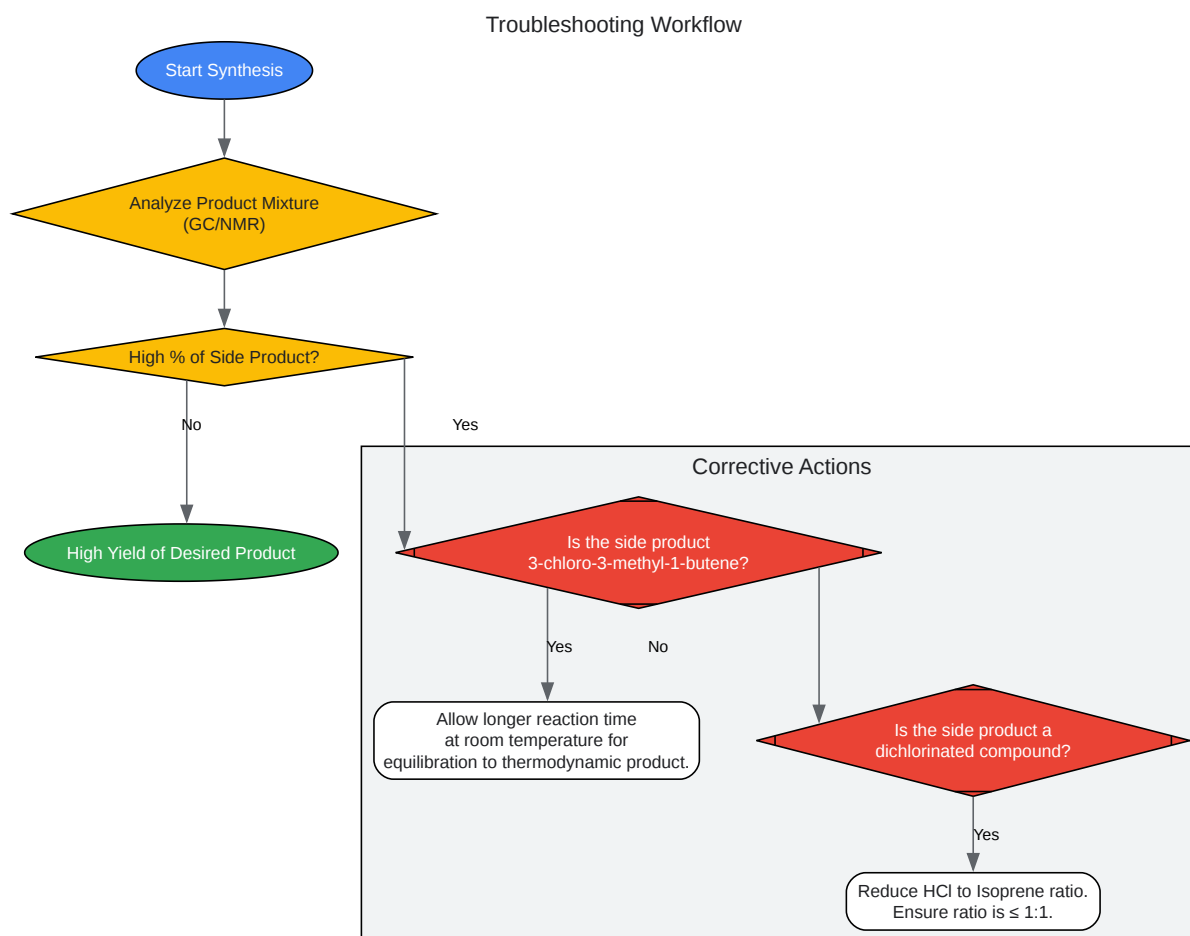 Troubleshooting Workflow
Start Synthesis
Analyze Product Mixture
(GC/NMR)
High % of Side Product?
No
Yes
High Yield of Desired Product
Corrective Actions
Is the side product
3-chloro-3-methyl-1-butene?
Yes
No
Allow longer reaction time
at room temperature for
equilibration to thermodynamic product.
Is the side product a
dichlorinated compound?
Yes
Reduce HCl to Isoprene ratio.
Ensure ratio is ≤ 1:1.